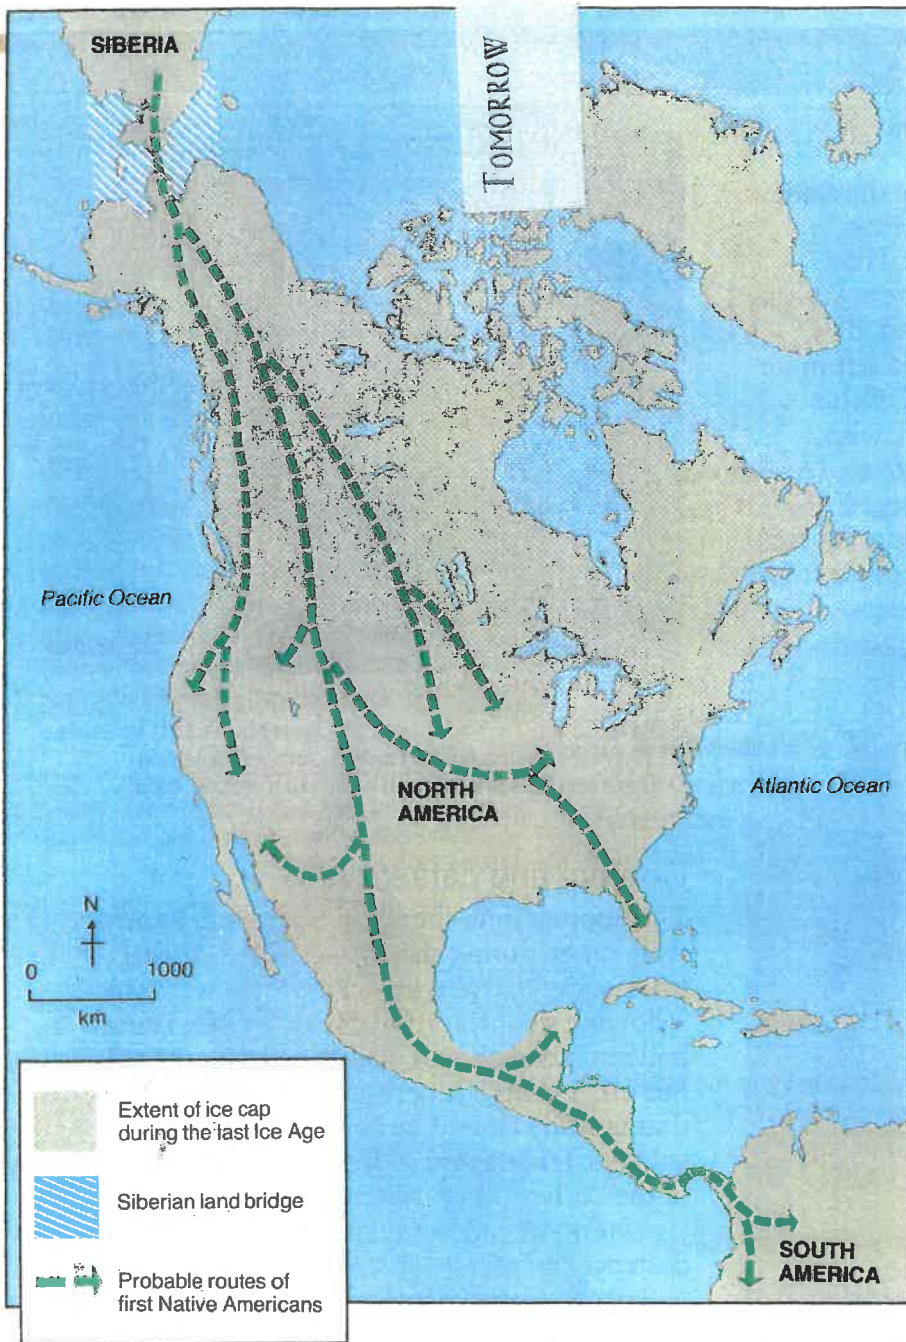 SIBERIA
TOMORROW
Pacific Ocean
NORTH
AMERICA
Atlantic Ocean
N
0 1000
km
SOUTH
AMERICA
Extent of ice cap
during the last Ice Age
Siberian land bridge
Probable routes of
first Native Americans